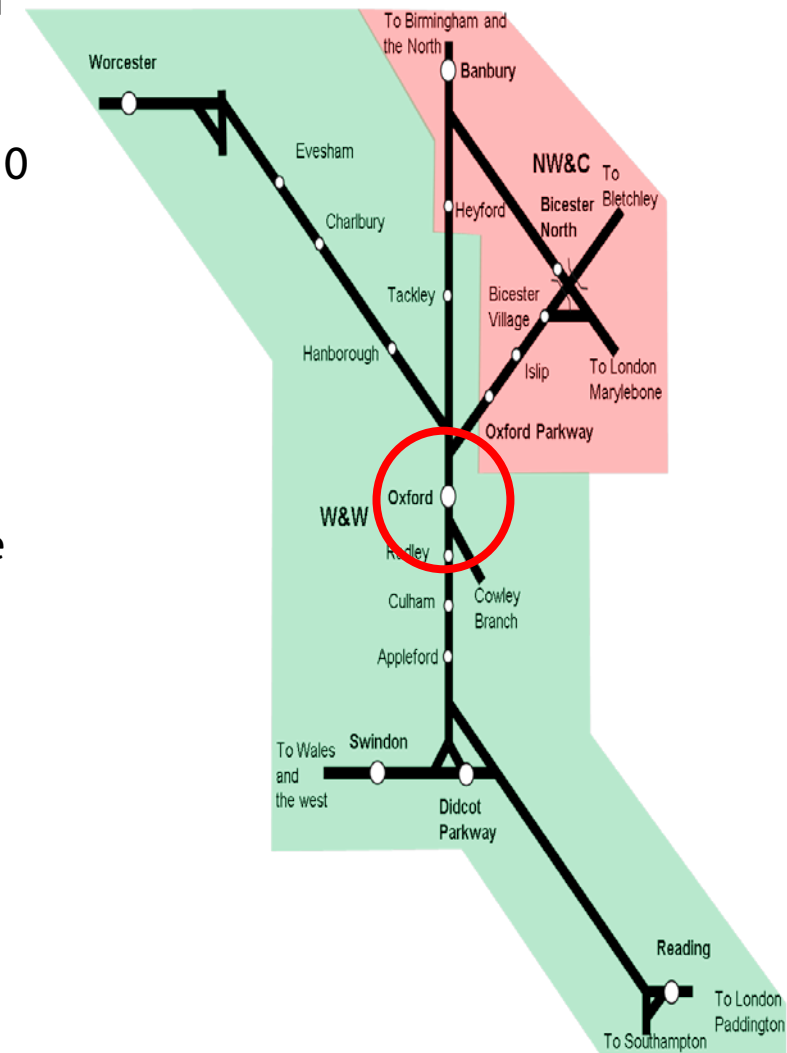 To Birmingham and
the North
Worcester
Banbury
0
Evesham
NW&C
To
Bletchley
Heyford
Bicester
North
Charlbury
Tackley
Bicester
Village
Hanborough
Islip
To London
Marylebone
Oxford Parkway
Oxford
W&W
e
Radley
Cowley
Branch
Culham
Appleford
Swindon
To Wales
and
the west
Didcot
Parkway
Reading
To London
Paddington
To Southampton